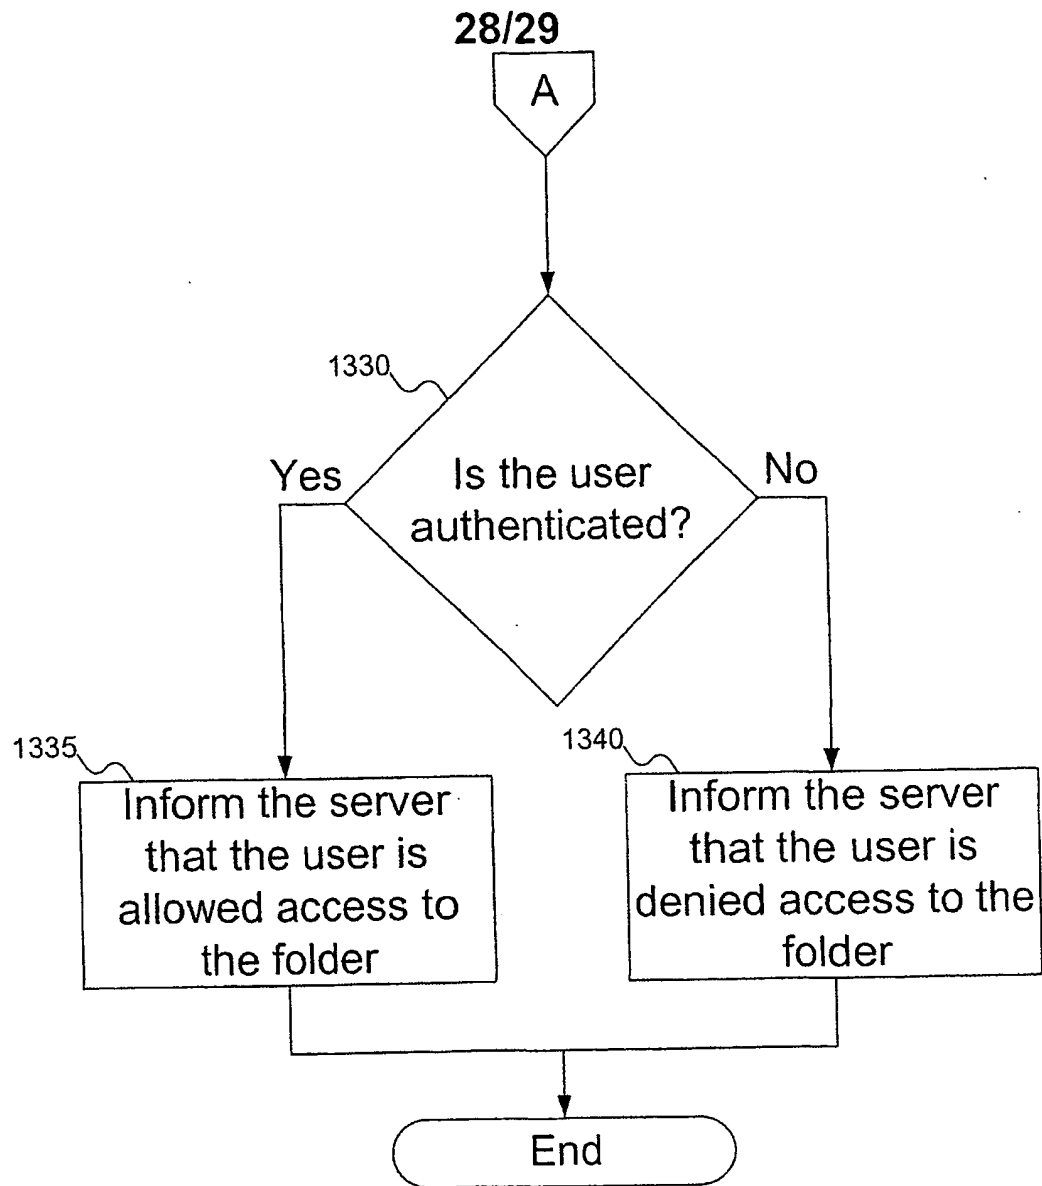 28/29
A
1330
Yes
No
Is the user
authenticated?
1335
1340
Inform the server
that the user is
allowed access to
the folder
Inform the server
that the user is
denied access to the
folder
End